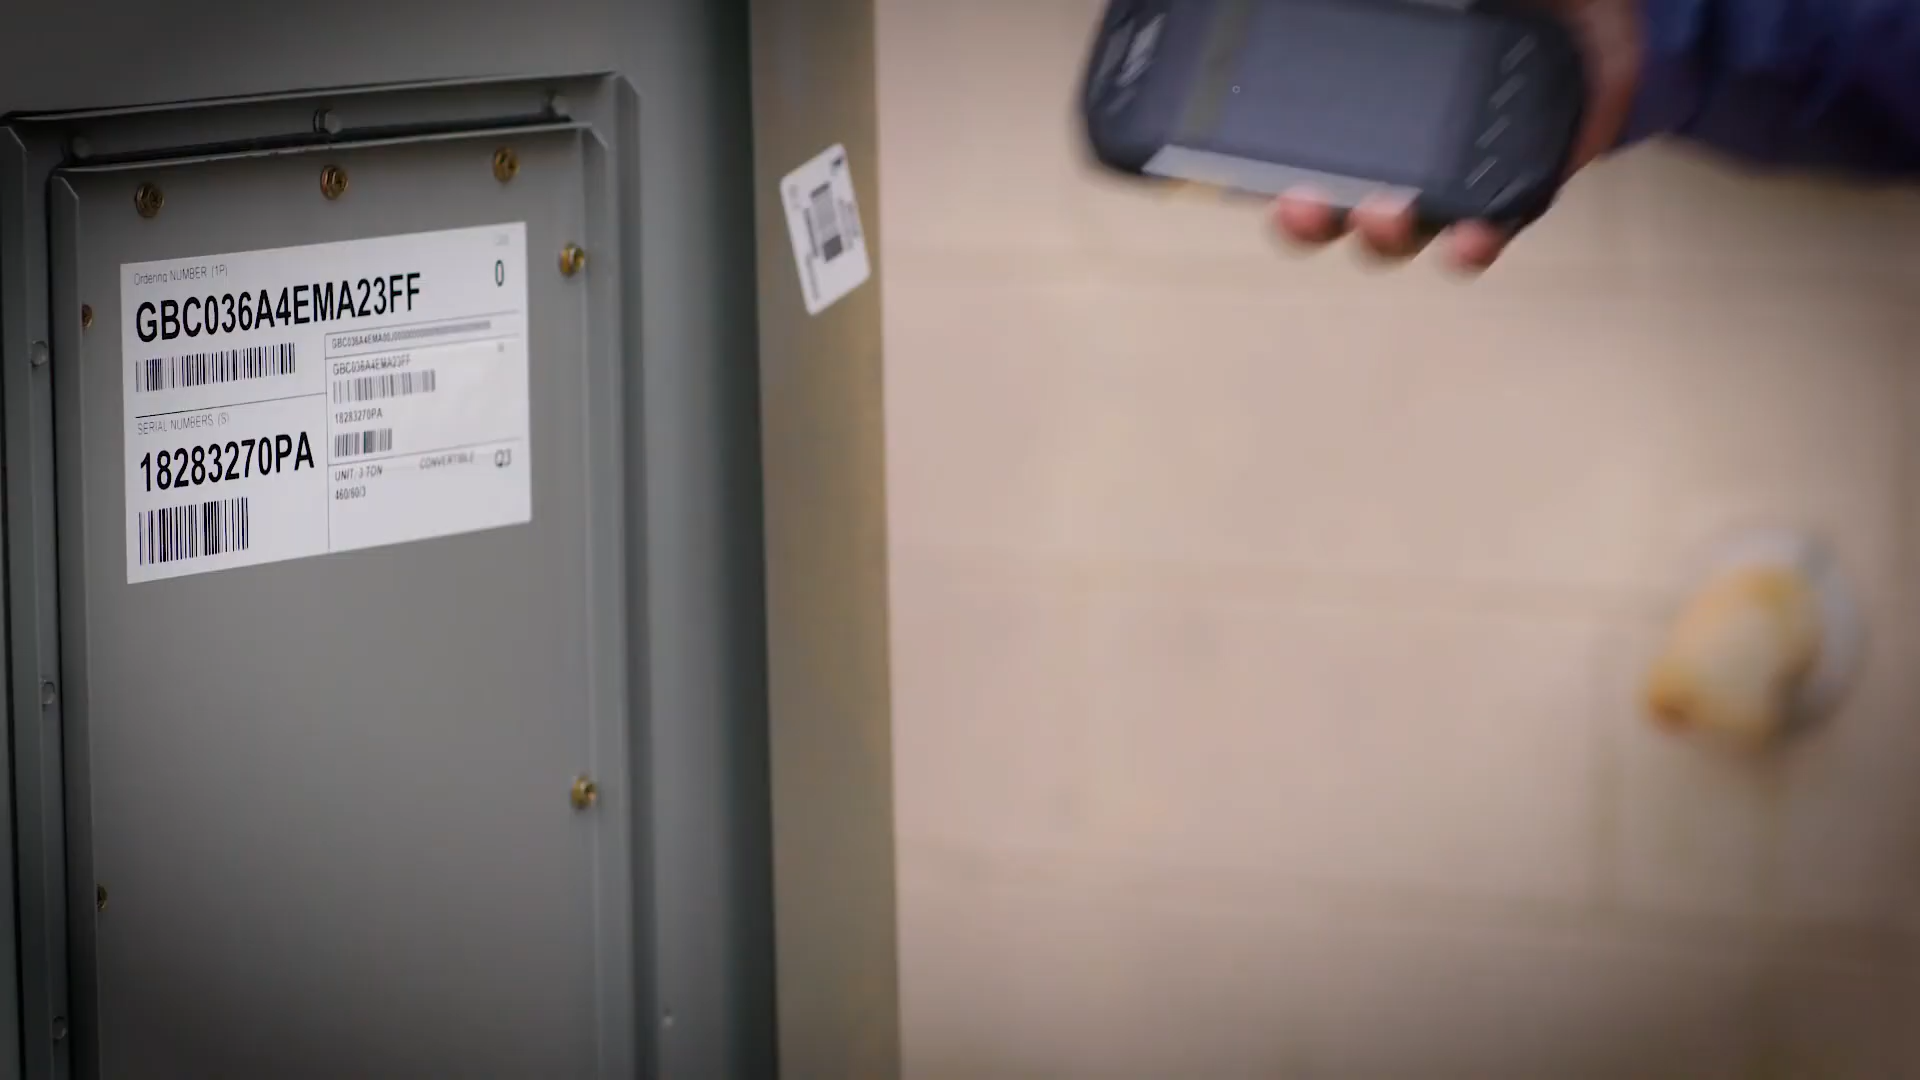 Ordering NUMBER (1P)
0
GBC036A4EMA23FF
GBC036A4EMA23FF
18283270PA
SERIAL NUMBERS (S)
18283270PA
UNIT: 3-TON
CONVERTIBLE
Q3
460/60/3